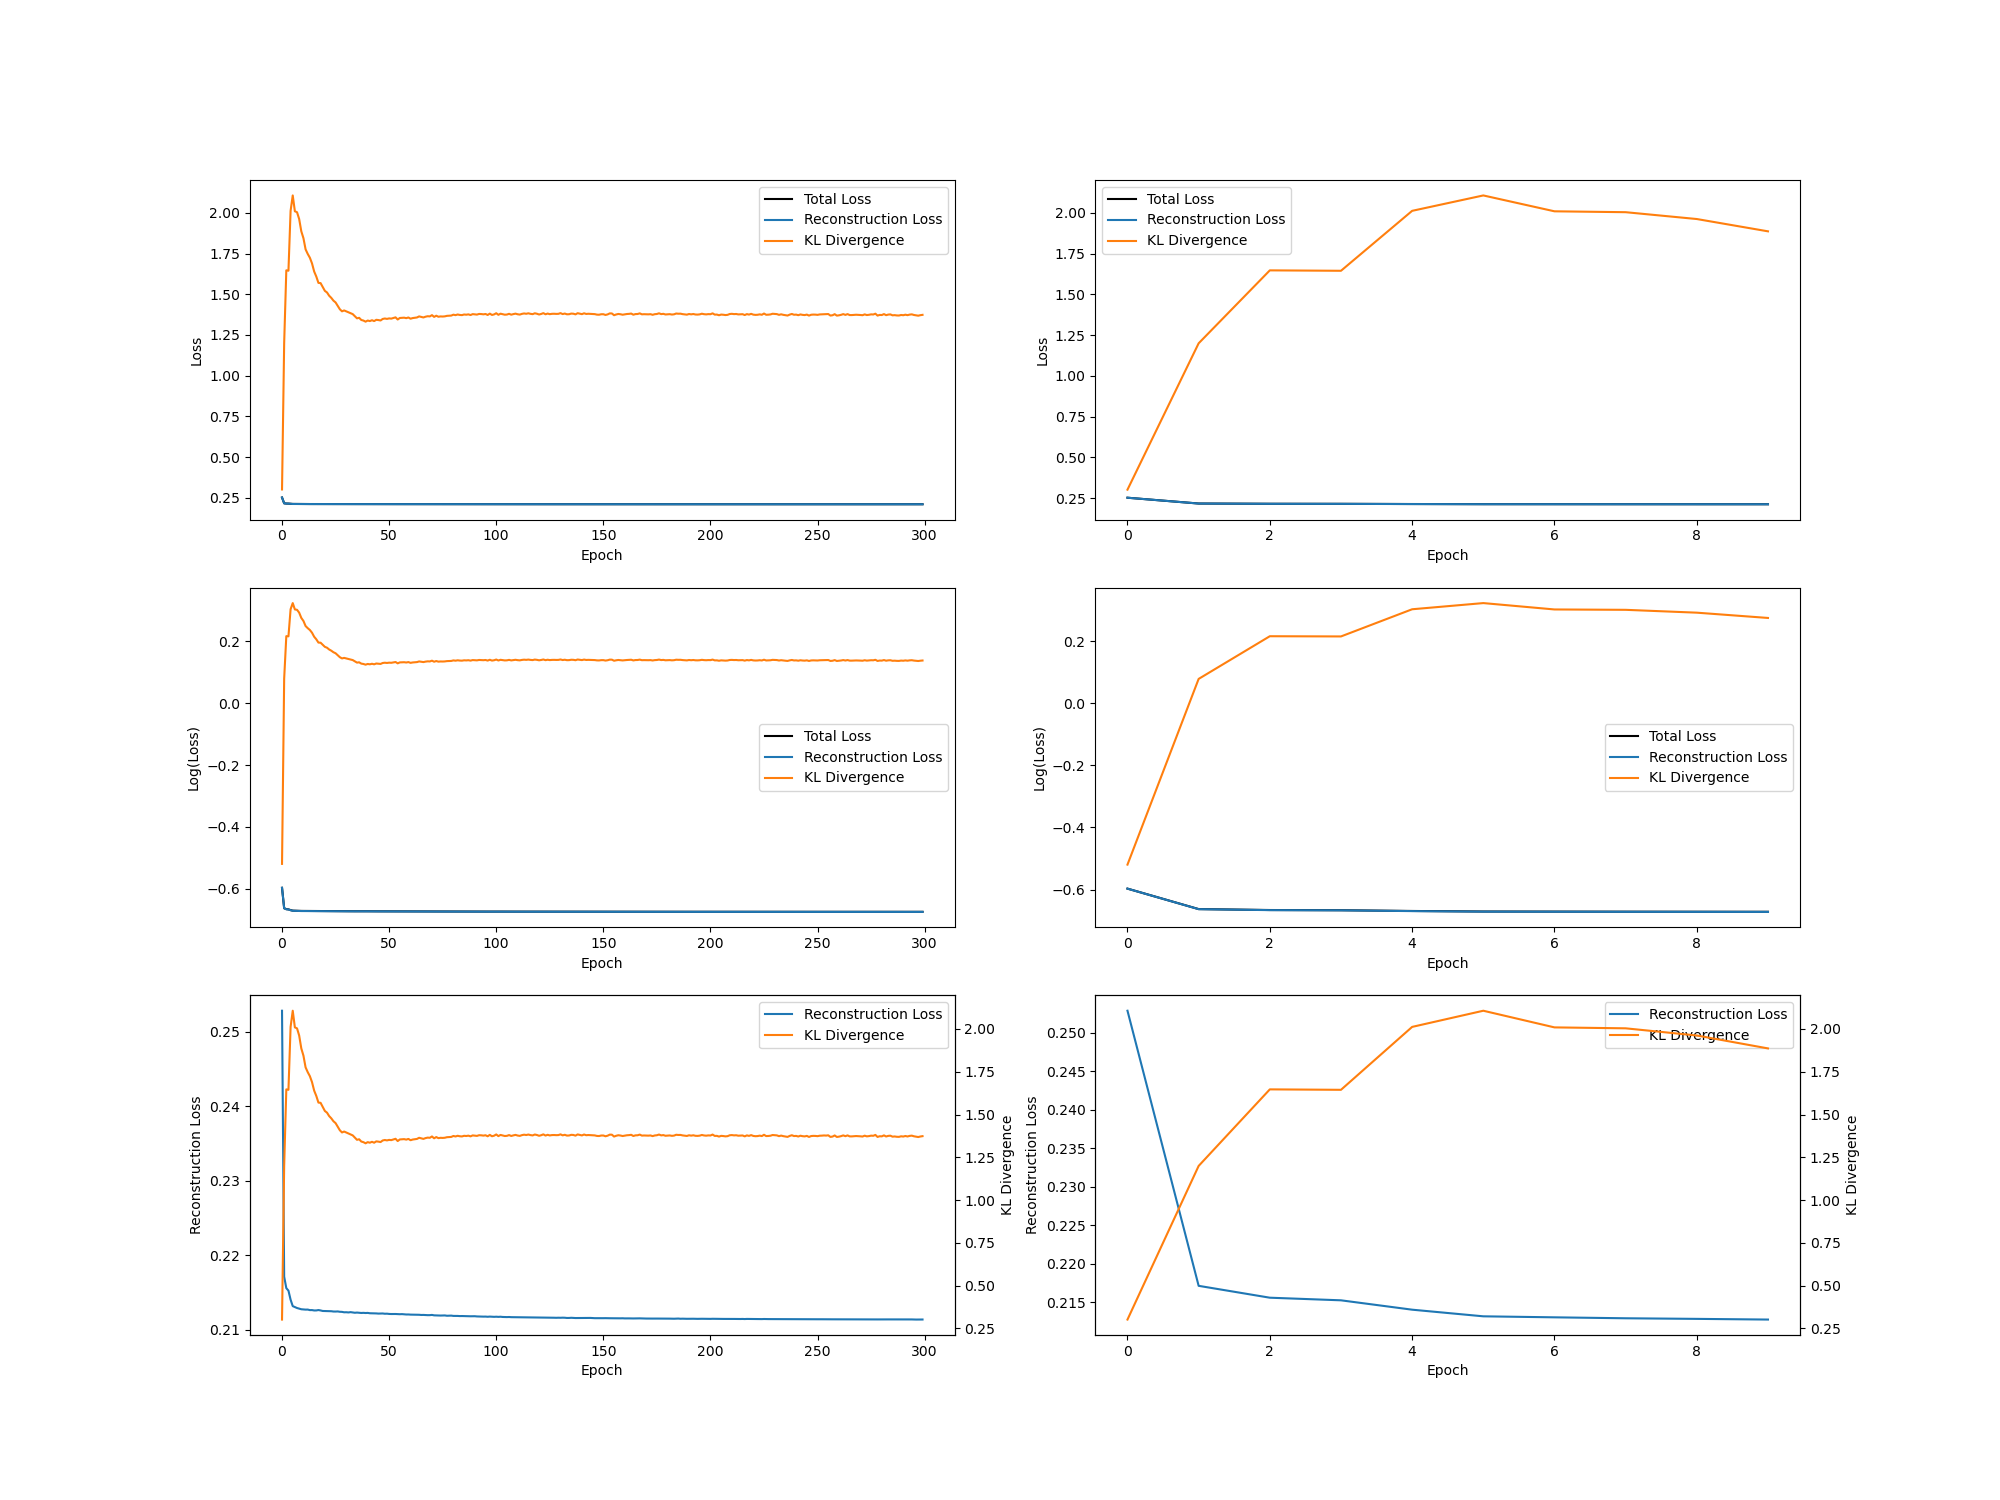 Total Loss
Reconstruction Loss
KL Divergence
2.00
1.75
1.50
1.25
1.00
0.75
0.50
0.25
Loss
0 50 100 150 200 250 300
Epoch
Total Loss
Reconstruction Loss
KL Divergence
2.00
1.75
1.50
1.25
1.00
0.75
0.50
0.25
Loss
0 2 4 6 8
Epoch
0.2
0.0
−0.2
−0.4
−0.6
Log(Loss)
Total Loss
Reconstruction Loss
KL Divergence
0 50 100 150 200 250 300
Epoch
0.2
0.0
−0.2
−0.4
−0.6
Log(Loss)
Total Loss
Reconstruction Loss
KL Divergence
0 2 4 6 8
Epoch
Reconstruction Loss
KL Divergence
0.25
0.24
0.23
0.22
0.21
Reconstruction Loss
2.00
1.75
1.50
1.25
1.00
0.75
0.50
0.25
KL Divergence
0 50 100 150 200 250 300
Epoch
Reconstruction Loss
KL Divergence
0.250
0.245
0.240
0.235
0.230
0.225
0.220
0.215
Reconstruction Loss
2.00
1.75
1.50
1.25
1.00
0.75
0.50
0.25
KL Divergence
0 2 4 6 8
Epoch